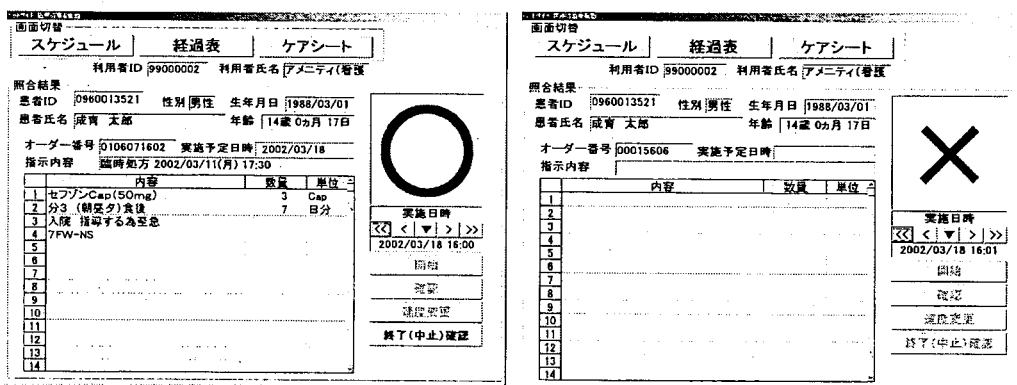 画面切替
スケジュール 経過表 ケアシート
利用者ID 99000002 利用者氏名 アメニティ(看護
照合結果
患者ID 0960013521 性別 男性 生年月日 1988/03/01
患者氏名 成育 太郎 年齢 14歳 0カ月 17日
オーダー番号 0106071602 実施予定日時 2002/03/18
指示内容 臨時処方 2002/03/11(月) 17:30
内容 数量 単位
1 セフゾンCap(50mg) 3 Cap
2 分3 (朝昼夕)食後 7 日分
3 入院 指導する為至急
4 7FW-NS
5
6
7
8
9
10
11
12
13
14
実施日時
<< < ▼ > >>
2002/03/18 16:00
開始
確認
速度変更
終了(中止)確認
画面切替
スケジュール 経過表 ケアシート
利用者ID 99000002 利用者氏名 アメニティ(看護
照合結果
患者ID 0960013521 性別 男性 生年月日 1988/03/01
患者氏名 成育 太郎 年齢 14歳 0カ月 17日
オーダー番号 00015606 実施予定日時
指示内容
内容 数量 単位
1
2
3
4
5
6
7
8
9
10
11
12
13
14
実施日時
<< < ▼ > >>
2002/03/18 16:01
開始
確認
速度変更
終了(中止)確認